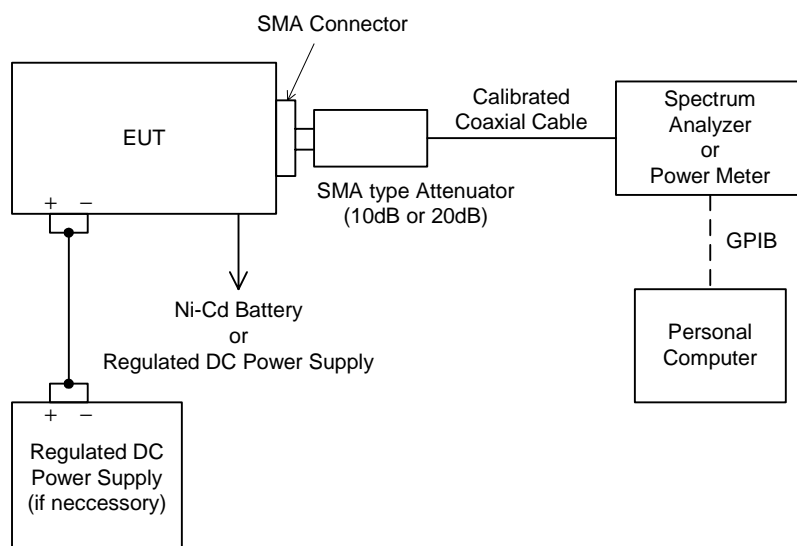 SMA Connector
EUT
+ −
Calibrated
Coaxial Cable
Spectrum
Analyzer
or
Power Meter
SMA type Attenuator
(10dB or 20dB)
GPIB
Ni-Cd Battery
or
Regulated DC Power Supply
Personal
Computer
+ −
Regulated DC
Power Supply
(if neccessory)